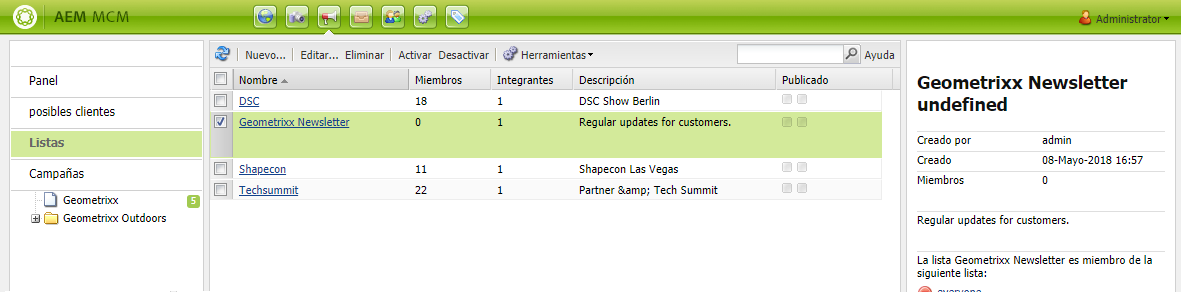 AEM MCM
Administrator
Nuevo... Editar... Eliminar Activar Desactivar Herramientas Ayuda
Panel
posibles clientes
Listas
Campañas
Geometrixx 5
Geometrixx Outdoors
Nombre Miembros Integrantes Descripción Publicado
DSC 18 1 DSC Show Berlin
Geometrixx Newsletter 0 1 Regular updates for customers.
Shapecon 11 1 Shapecon Las Vegas
Techsummit 22 1 Partner &amp; Tech Summit
Geometrixx Newsletter
undefined
Creado por admin
Creado 08-Mayo-2018 16:57
Miembros 0
Regular updates for customers.
La lista Geometrixx Newsletter es miembro de la
siguiente lista:
everyone